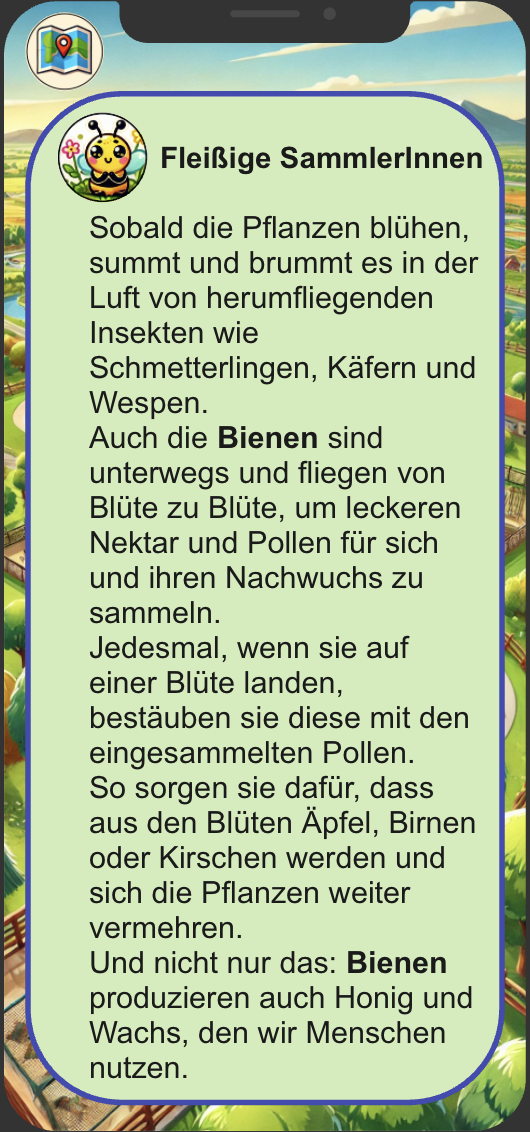 Fleißige SammlerInnen
Sobald die Pflanzen blühen,
summt und brummt es in der
Luft von herumfliegenden
Insekten wie
Schmetterlingen, Käfern und
Wespen.
Auch die Bienen sind
unterwegs und fliegen von
Blüte zu Blüte, um leckeren
Nektar und Pollen für sich
und ihren Nachwuchs zu
sammeln.
Jedesmal, wenn sie auf
einer Blüte landen,
bestäuben sie diese mit den
eingesammelten Pollen.
So sorgen sie dafür, dass
aus den Blüten Äpfel, Birnen
oder Kirschen werden und
sich die Pflanzen weiter
vermehren.
Und nicht nur das: Bienen
produzieren auch Honig und
Wachs, den wir Menschen
nutzen.